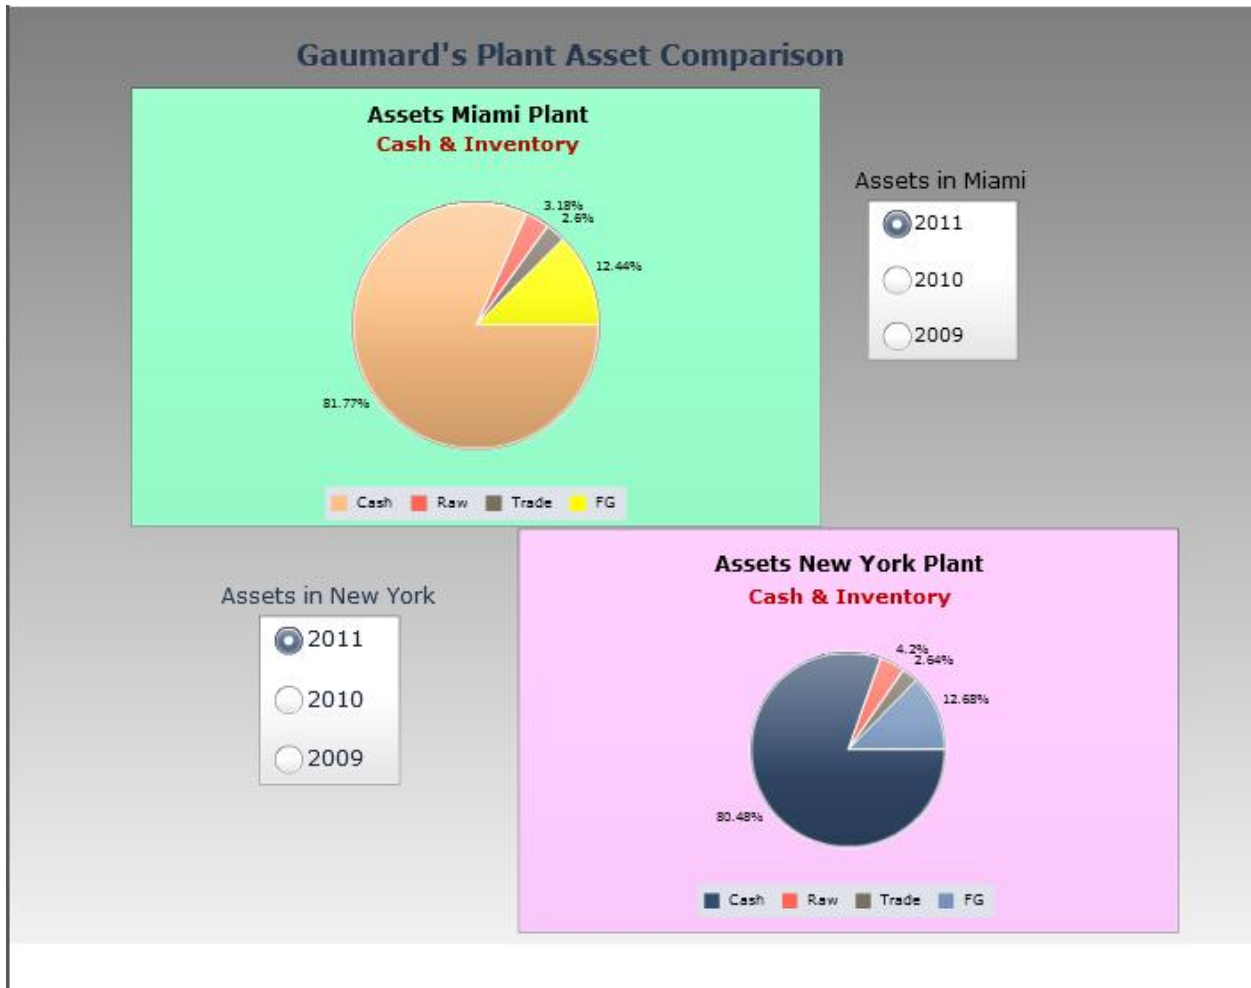 Gaumard's Plant Asset Comparison
Assets Miami Plant
Cash & Inventory
3.18%
2.6%
12.44%
81.77%
Cash Raw Trade FG
Assets in Miami
2011
2010
2009
Assets in New York
2011
2010
2009
Assets New York Plant
Cash & Inventory
4.2%
2.64%
12.68%
80.48%
Cash Raw Trade FG